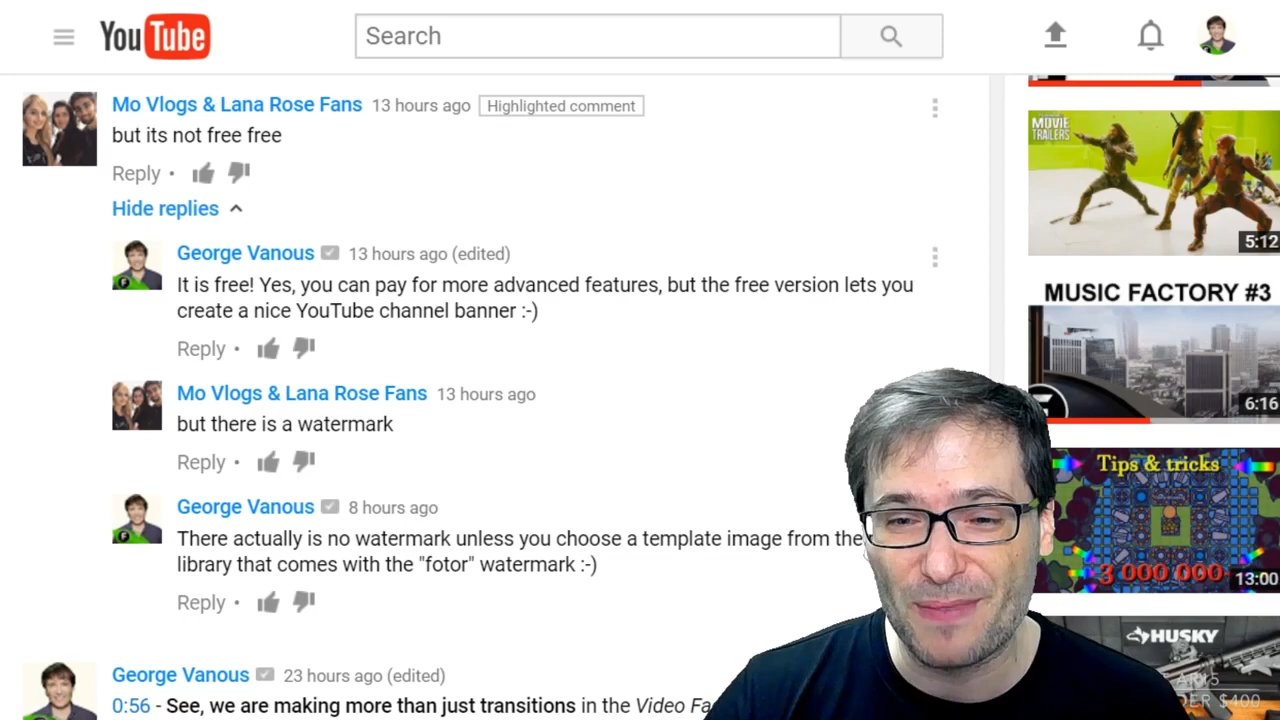 YouTube
Search
Mo Vlogs & Lana Rose Fans 13 hours ago Highlighted comment
but its not free free
Reply •
Hide replies
George Vanous 13 hours ago (edited)
It is free! Yes, you can pay for more advanced features, but the free version lets you
create a nice YouTube channel banner :-)
Reply •
Mo Vlogs & Lana Rose Fans 13 hours ago
but there is a watermark
Reply •
George Vanous 8 hours ago
There actually is no watermark unless you choose a template image from the
library that comes with the "fotor" watermark :-)
Reply •
George Vanous 23 hours ago (edited)
0:56 - See, we are making more than just transitions in the Video Fa
MOVIE
TRAILERS
5:12
MUSIC FACTORY #3
6:16
Tips & tricks
3 000 000
13:00
HUSKY
AR15
DER $400